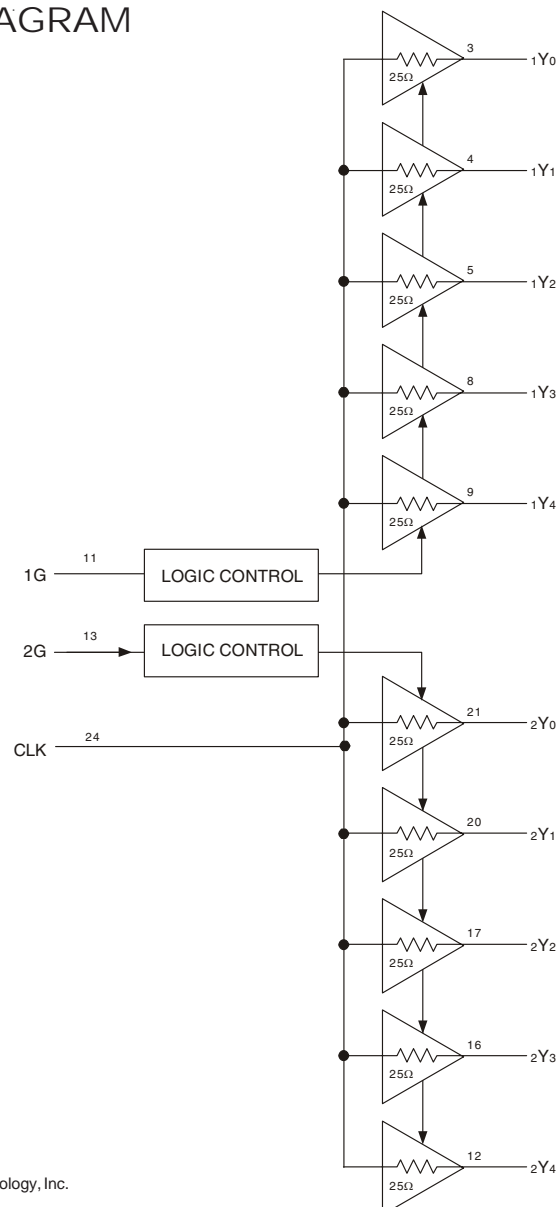 AGRAM
3
1Y0
25Ω
4
1Y1
25Ω
5
1Y2
25Ω
8
1Y3
25Ω
9
1Y4
25Ω
11
1G
LOGIC CONTROL
13
2G
LOGIC CONTROL
21
2Y0
25Ω
24
CLK
20
2Y1
25Ω
17
2Y2
25Ω
16
2Y3
25Ω
12
2Y4
25Ω
ology, Inc.